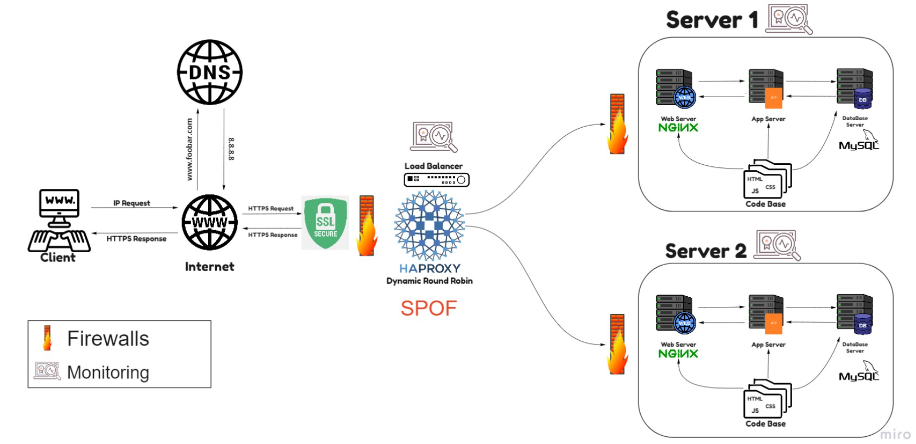 Server 1
DNS
www.foobar.com
8.8.8.8
DB
Web Server
NGINX
App Server
DataBase
Server
MySQL
HTML
CSS
JS
Code Base
Load Balancer
WWW.
IP Request
HTTPS Response
Client
WWW
Internet
HTTPS Request
HTTPS Response
SSL
SECURE
HAPROXY
Dynamic Round Robin
SPOF
Server 2
DB
Web Server
NGINX
App Server
DataBase
Server
MySQL
HTML
CSS
JS
Code Base
Firewalls
Monitoring
miro